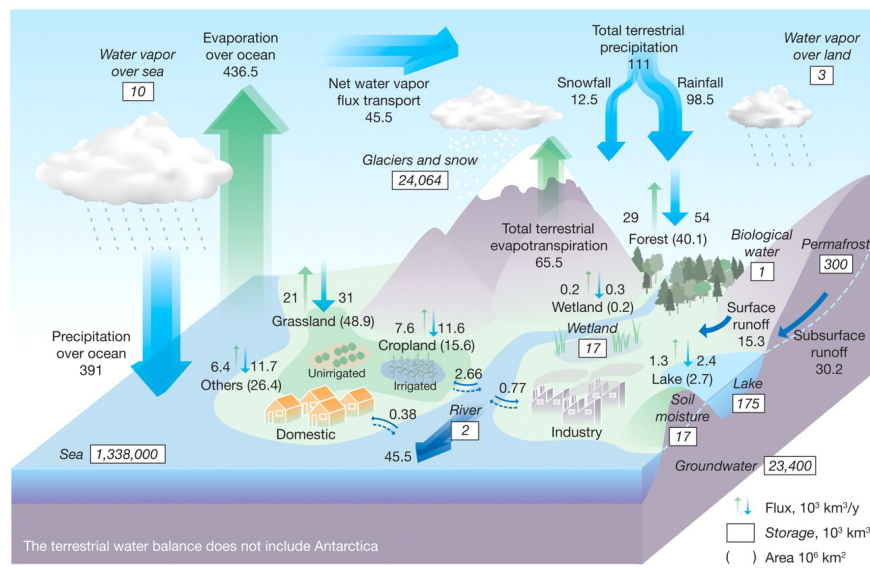 Water vapor
over sea
10
Evaporation
over ocean
436.5
Net water vapor
flux transport
45.5
Total terrestrial
precipitation
111
Snowfall
12.5
Rainfall
98.5
Water vapor
over land
3
Glaciers and snow
24,064
Total terrestrial
evapotranspiration
65.5
29
54
Forest (40.1)
Biological
water
1
Permafrost
300
21
31
Grassland (48.9)
7.6
11.6
Cropland (15.6)
0.2
0.3
Wetland (0.2)
Wetland
17
Surface
runoff
15.3
Subsurface
runoff
30.2
Precipitation
over ocean
391
6.4
11.7
Others (26.4)
Unirrigated
Irrigated
2.66
0.77
1.3
2.4
Lake (2.7)
Lake
175
Soil
moisture
17
Domestic
0.38
River
2
Industry
45.5
Sea
1,338,000
Groundwater
23,400
Flux, 10³ km³/y
Storage, 10³ km³
( ) Area 10⁶ km²
The terrestrial water balance does not include Antarctica